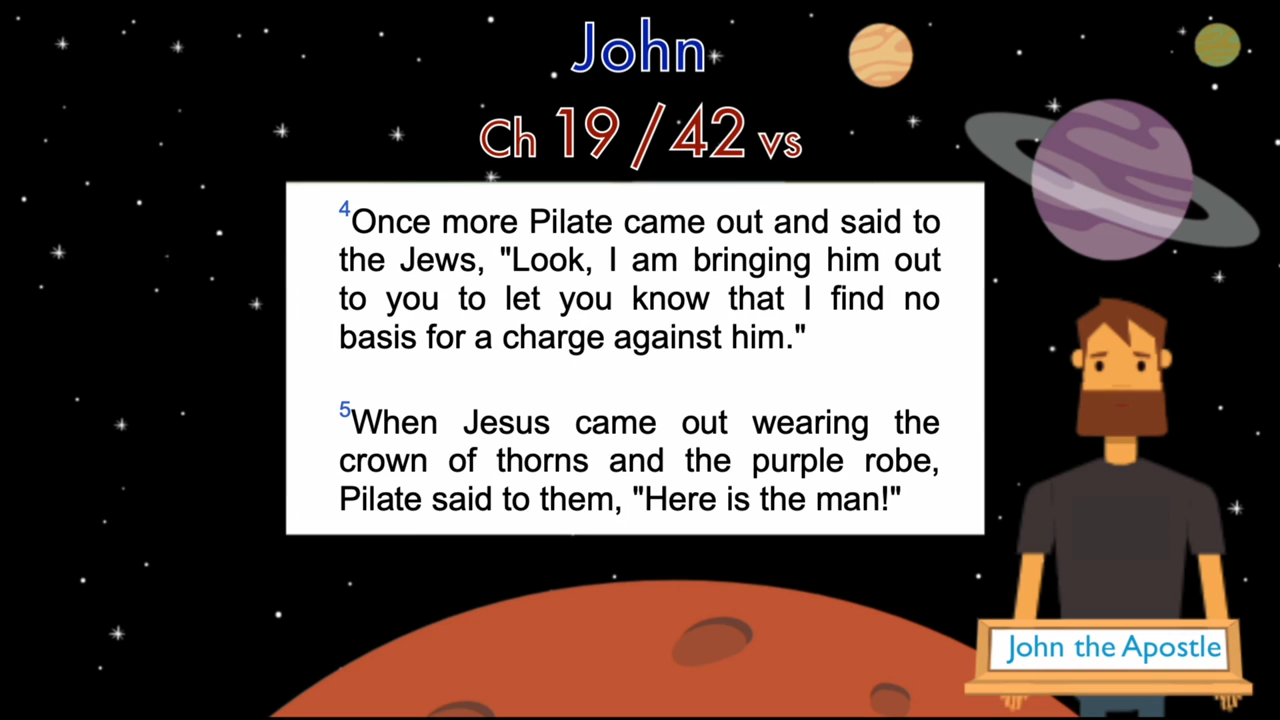 John
Ch 19 / 42 vs
4Once more Pilate came out and said to
the Jews, "Look, I am bringing him out
to you to let you know that I find no
basis for a charge against him."
5When Jesus came out wearing the
crown of thorns and the purple robe,
Pilate said to them, "Here is the man!"
John the Apostle